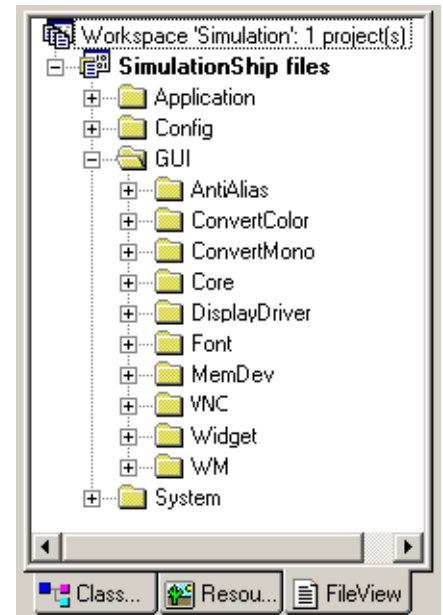 Workspace 'Simulation': 1 project(s)
SimulationShip files
Application
Config
GUI
AntiAlias
ConvertColor
ConvertMono
Core
DisplayDriver
Font
MemDev
VNC
Widget
WM
System
Class... Resou... FileView